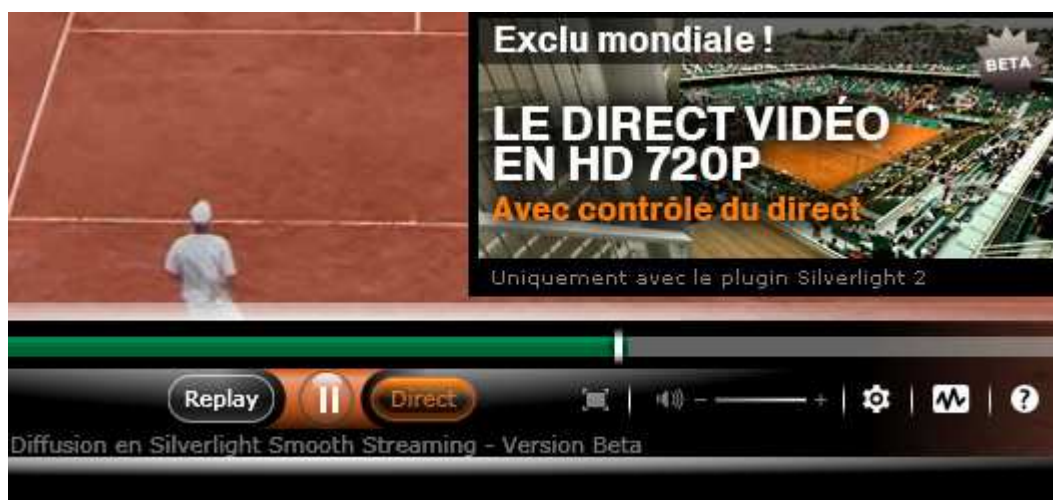 Exclu mondiale !
BETA
LE DIRECT VIDÉO
EN HD 720P
Avec contrôle du direct
Uniquement avec le plugin Silverlight 2
Replay
Direct
- +
?
Diffusion en Silverlight Smooth Streaming - Version Beta